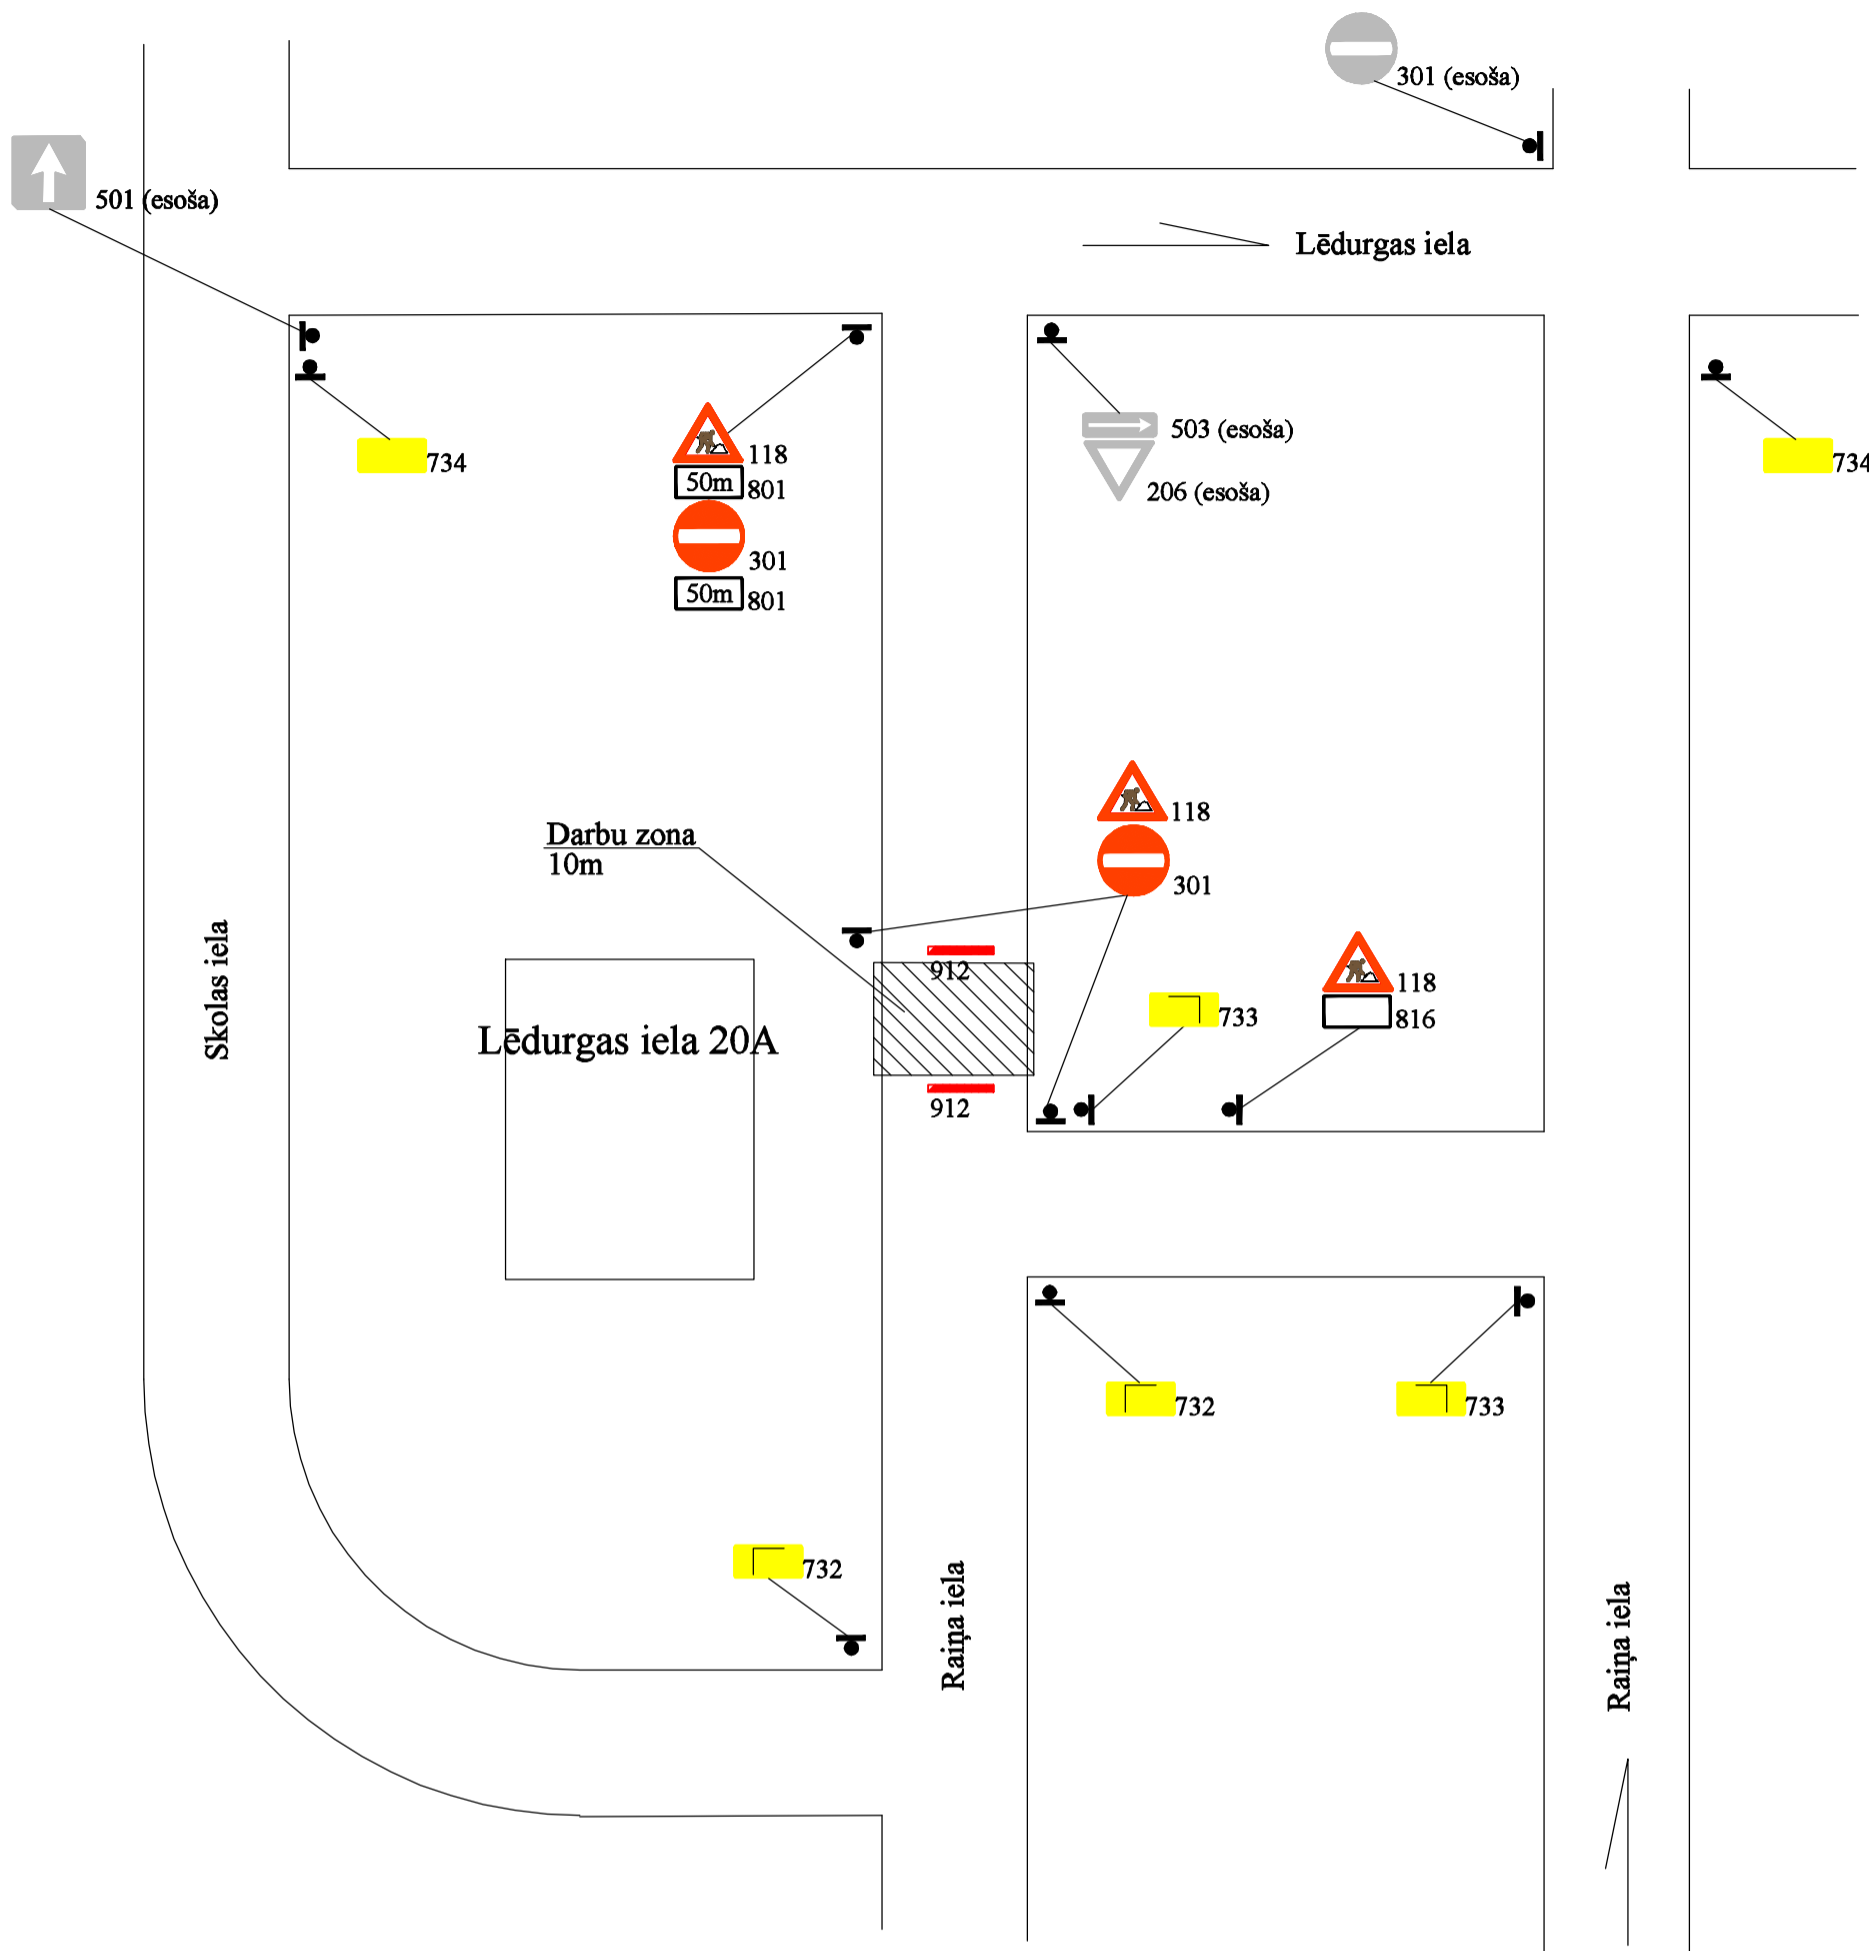 301 (esoša)
501 (esoša)
Lēdurgas iela
503 (esoša)
118
734
734
50m
801
206 (esoša)
301
50m
801
118
Darbu zona
10m
301
912
118
733
816
Skolas iela
Lēdurgas iela 20A
912
732
733
732
Raiņa iela
Raiņa iela